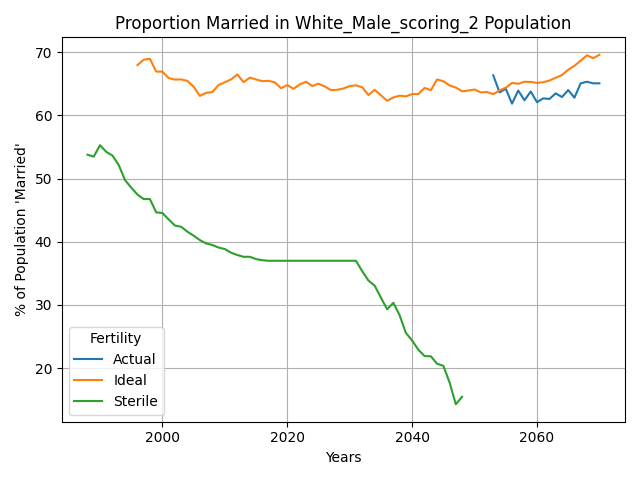 Proportion Married in White_Male_scoring_2 Population
70
60
50
40
30
20
% of Population 'Married'
Fertility
Actual
Ideal
Sterile
2000
2020
2040
2060
Years